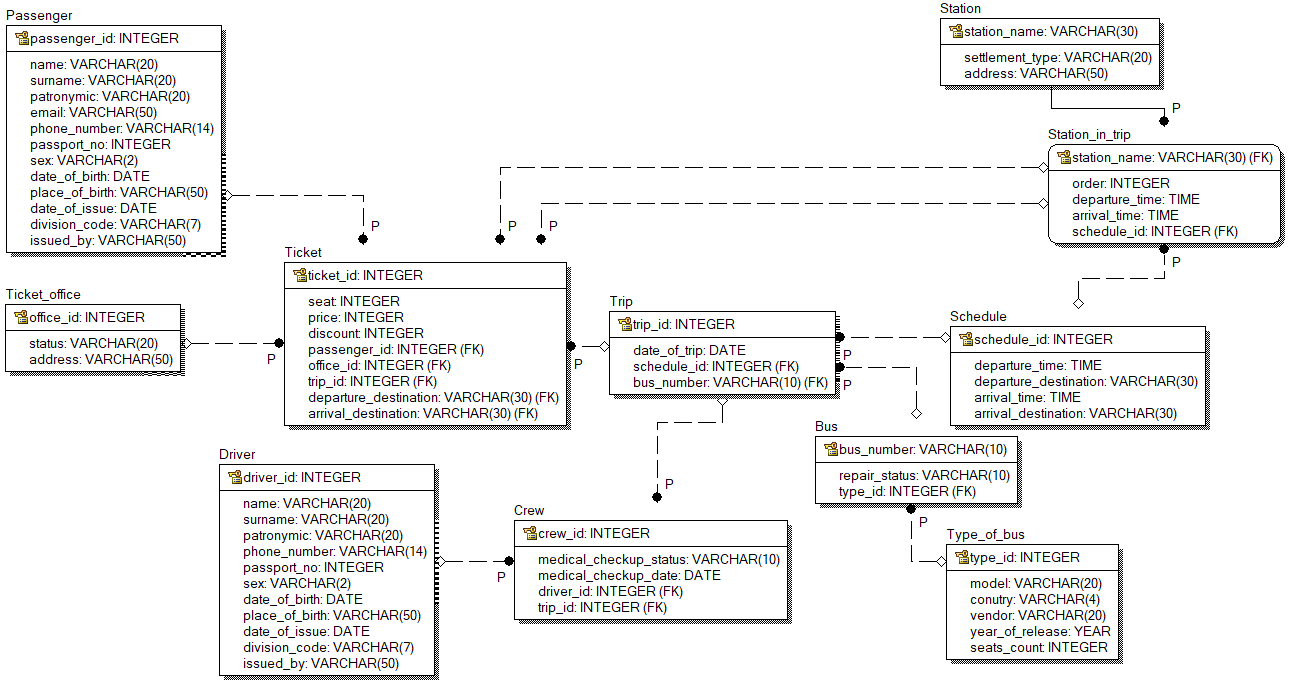 Passenger
passenger_id: INTEGER
name: VARCHAR(20)
surname: VARCHAR(20)
patronymic: VARCHAR(20)
email: VARCHAR(50)
phone_number: VARCHAR(14)
passport_no: INTEGER
sex: VARCHAR(2)
date_of_birth: DATE
place_of_birth: VARCHAR(50)
date_of_issue: DATE
division_code: VARCHAR(7)
issued_by: VARCHAR(50)
P
Station
station_name: VARCHAR(30)
settlement_type: VARCHAR(20)
address: VARCHAR(50)
P
Station_in_trip
station_name: VARCHAR(30) (FK)
order: INTEGER
departure_time: TIME
arrival_time: TIME
schedule_id: INTEGER (FK)
P
P
P
Ticket_office
office_id: INTEGER
status: VARCHAR(20)
address: VARCHAR(50)
P
Ticket
ticket_id: INTEGER
seat: INTEGER
price: INTEGER
discount: INTEGER
passenger_id: INTEGER (FK)
office_id: INTEGER (FK)
trip_id: INTEGER (FK)
departure_destination: VARCHAR(30) (FK)
arrival_destination: VARCHAR(30) (FK)
P
Trip
trip_id: INTEGER
date_of_trip: DATE
schedule_id: INTEGER (FK)
bus_number: VARCHAR(10) (FK)
P
P
Schedule
schedule_id: INTEGER
departure_time: TIME
departure_destination: VARCHAR(30)
arrival_time: TIME
arrival_destination: VARCHAR(30)
Bus
bus_number: VARCHAR(10)
repair_status: VARCHAR(10)
type_id: INTEGER (FK)
P
Driver
driver_id: INTEGER
name: VARCHAR(20)
surname: VARCHAR(20)
patronymic: VARCHAR(20)
phone_number: VARCHAR(14)
passport_no: INTEGER
sex: VARCHAR(2)
date_of_birth: DATE
place_of_birth: VARCHAR(50)
date_of_issue: DATE
division_code: VARCHAR(7)
issued_by: VARCHAR(50)
P
P
Crew
crew_id: INTEGER
medical_checkup_status: VARCHAR(10)
medical_checkup_date: DATE
driver_id: INTEGER (FK)
trip_id: INTEGER (FK)
Type_of_bus
type_id: INTEGER
model: VARCHAR(20)
conutry: VARCHAR(4)
vendor: VARCHAR(20)
year_of_release: YEAR
seats_count: INTEGER